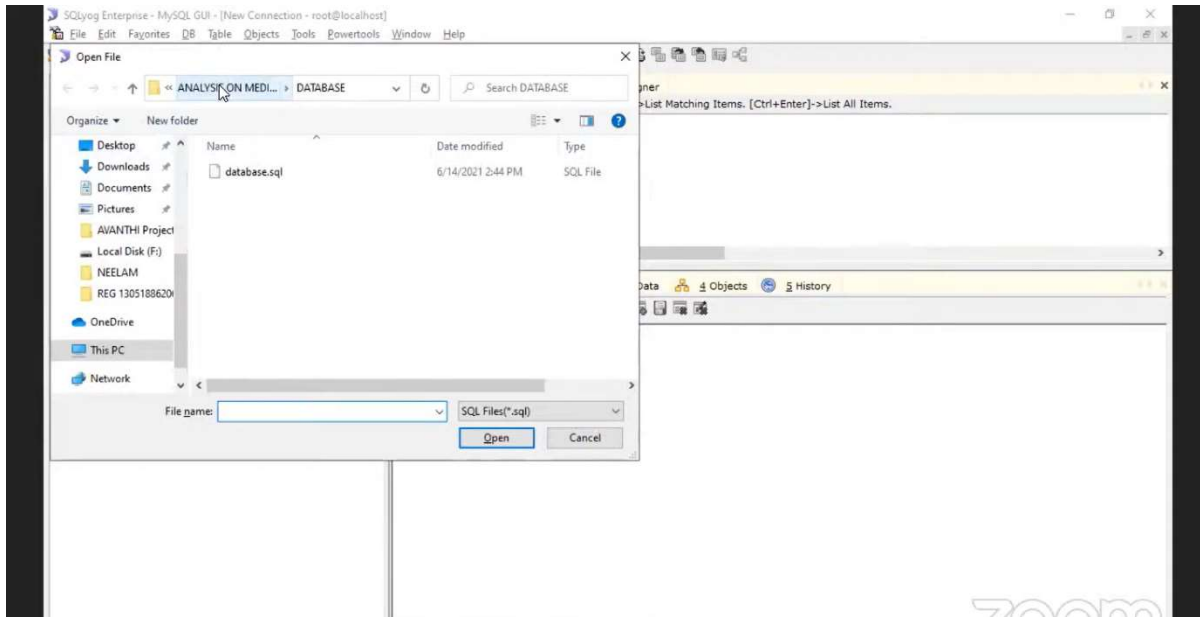 SQLyog Enterprise - MySQL GUI - [New Connection - root@localhost]
File Edit Favorites DB Table Objects Tools Powertools Window Help
Open File
« ANALYSIS ON MEDI... › DATABASE
Search DATABASE
Organize New folder
Name Date modified Type
database.sql 6/14/2021 2:44 PM SQL File
Desktop
Downloads
Documents
Pictures
AVANTHI Project
Local Disk (F:)
NEELAM
REG 1305188620
OneDrive
This PC
Network
File name: SQL Files(*.sql)
Open Cancel
gner
>List Matching Items. [Ctrl+Enter]->List All Items.
Data 4 Objects 5 History
zoom